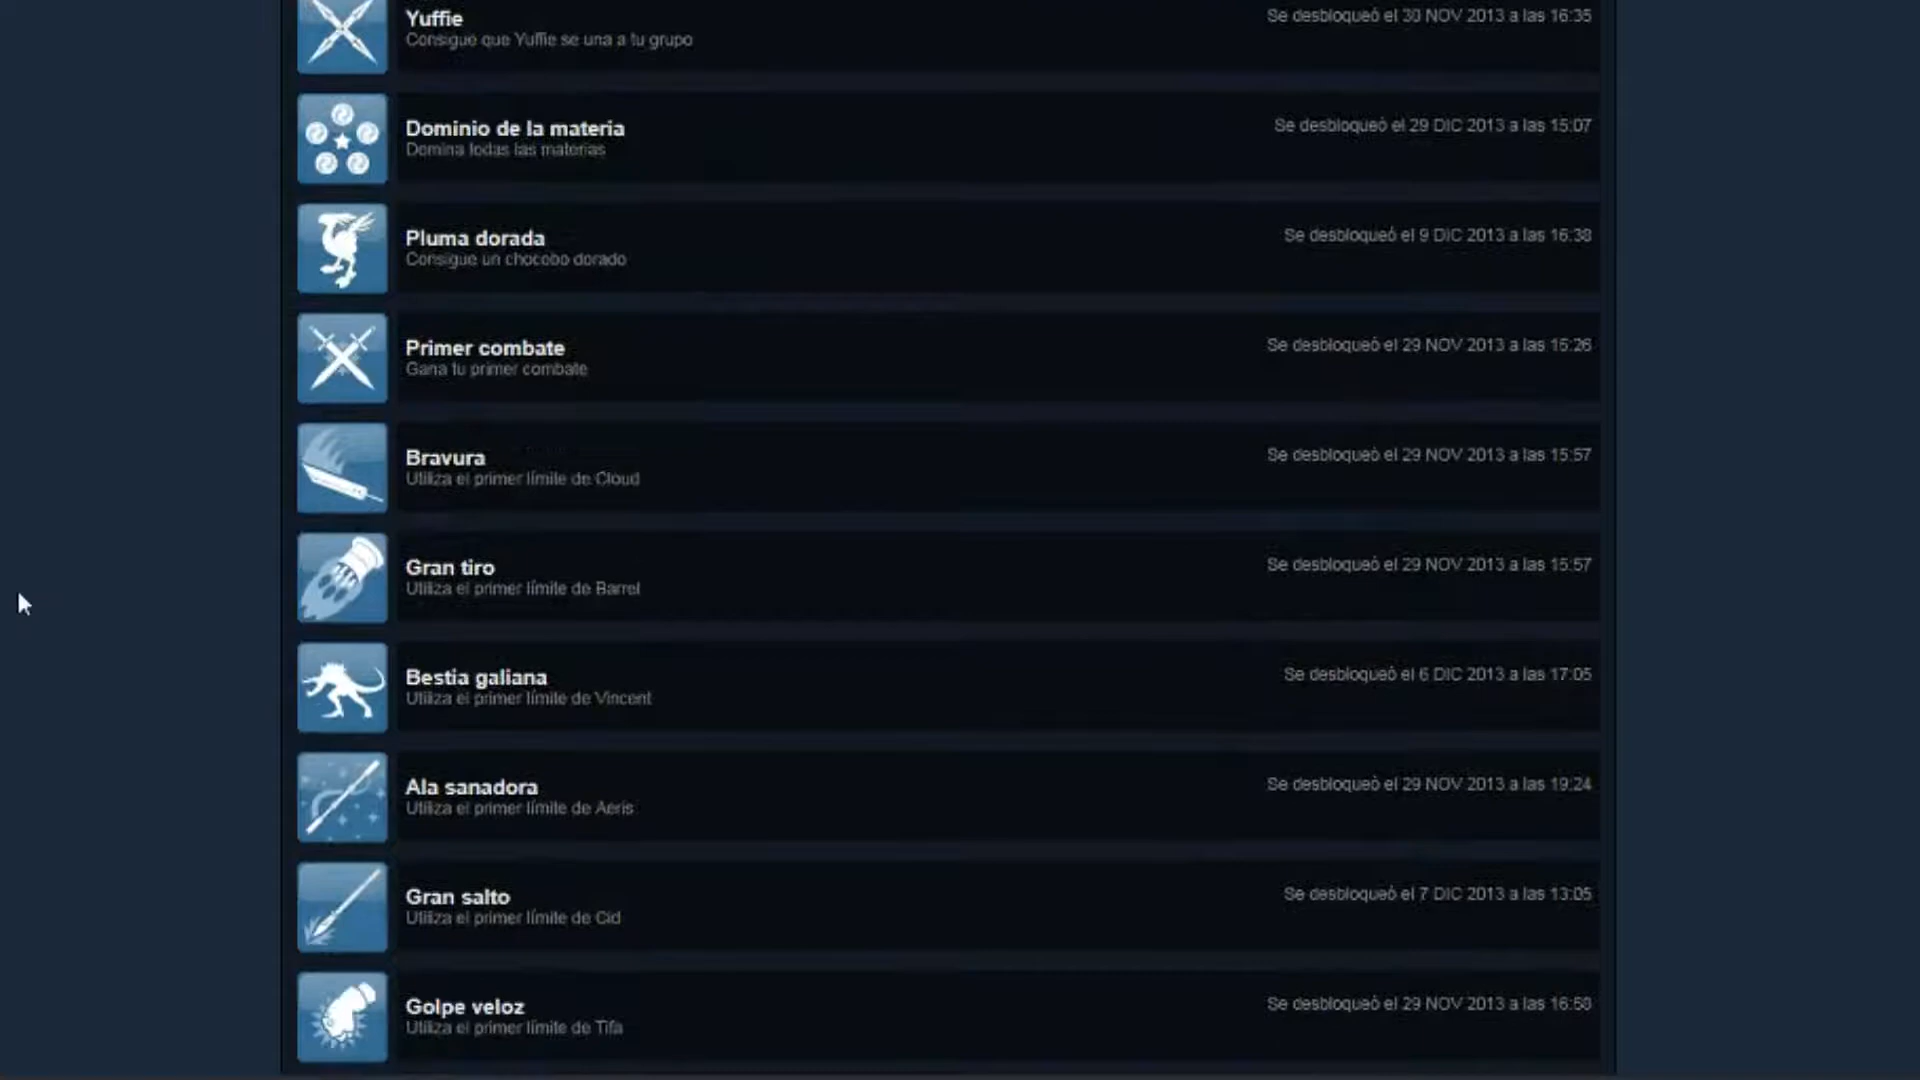 Yuffie
Se desbloqueó el 30 NOV 2013 a las 16:35
Consigue que Yuffie se una a tu grupo
Dominio de la materia
Se desbloqueó el 29 DIC 2013 a las 15:07
Domina todas las materias
Pluma dorada
Se desbloqueó el 9 DIC 2013 a las 16:38
Consigue un chocobo dorado
Primer combate
Se desbloqueó el 29 NOV 2013 a las 15:26
Gana tu primer combate
Bravura
Se desbloqueó el 29 NOV 2013 a las 15:57
Utiliza el primer límite de Cloud
Gran tiro
Se desbloqueó el 29 NOV 2013 a las 15:57
Utiliza el primer límite de Barret
Bestia galiana
Se desbloqueó el 6 DIC 2013 a las 17:05
Utiliza el primer límite de Vincent
Ala sanadora
Se desbloqueó el 29 NOV 2013 a las 19:24
Utiliza el primer límite de Aeris
Gran salto
Se desbloqueó el 7 DIC 2013 a las 13:05
Utiliza el primer límite de Cid
Golpe veloz
Se desbloqueó el 29 NOV 2013 a las 16:50
Utiliza el primer límite de Tifa